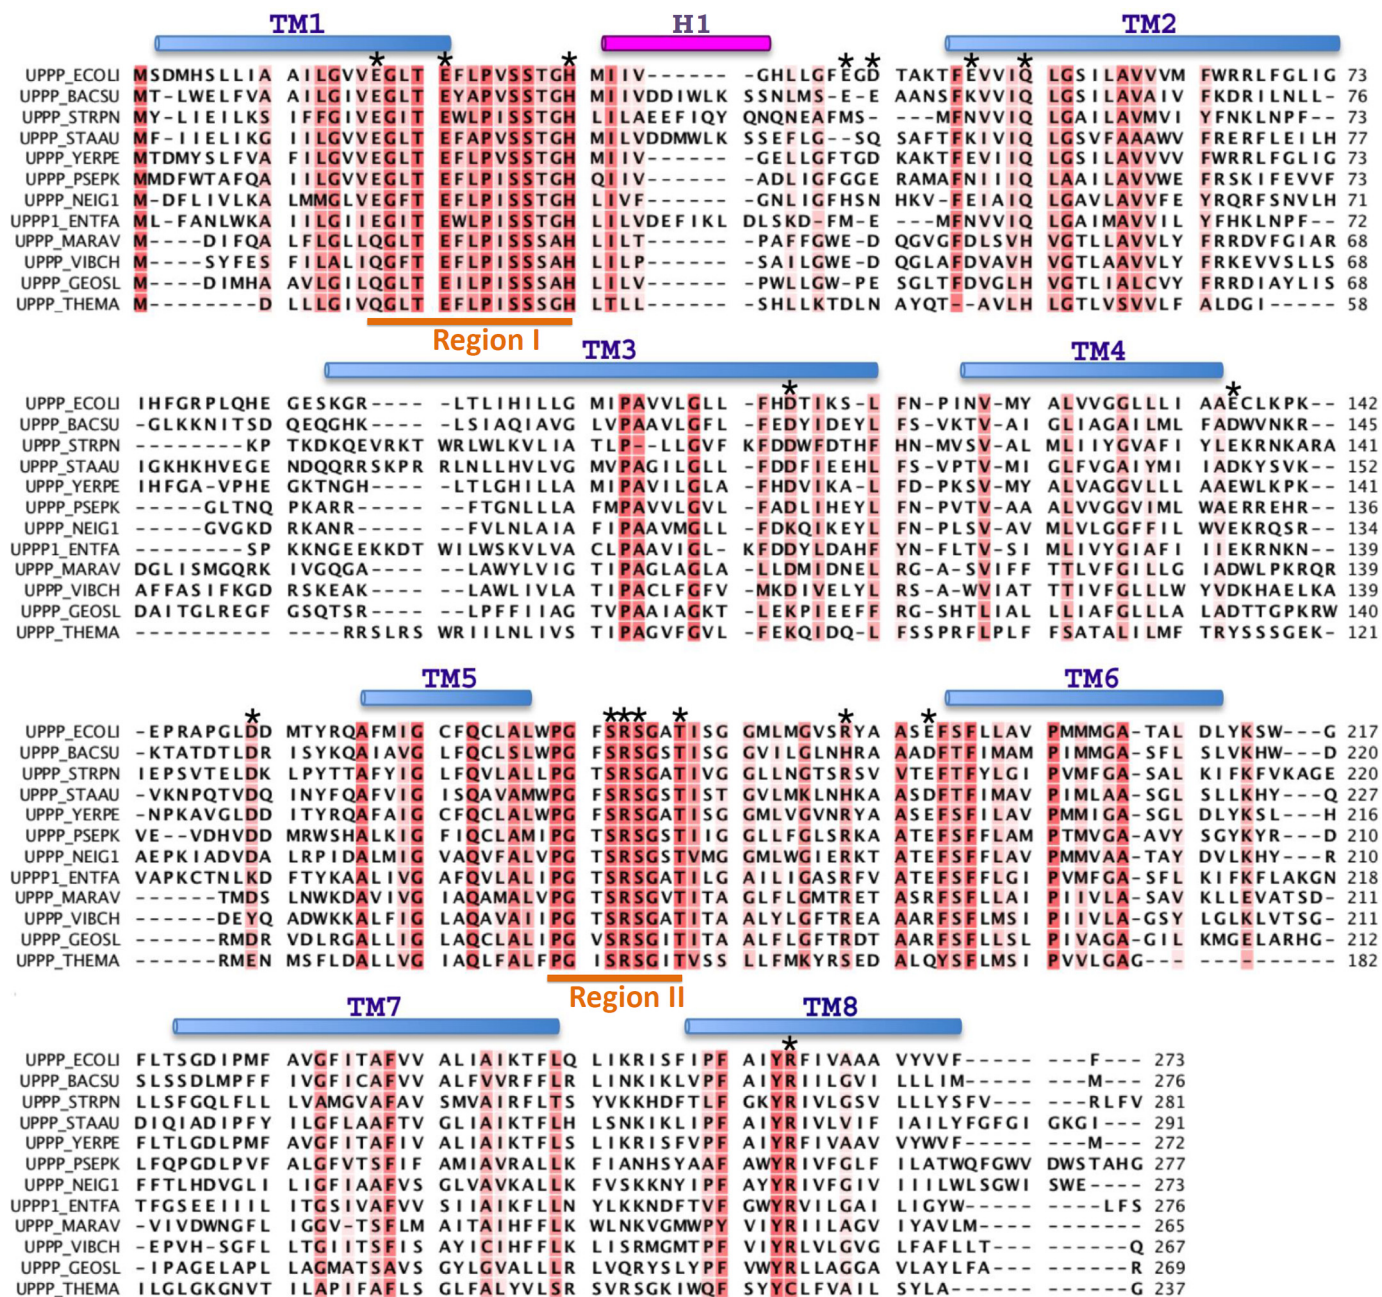 TM1 H1 TM2
* * * * * * *
UPPP_ECOLI MSDMHSLLIA AILGVVEGLT EFLPVSSTGH MIIV------ -GHLLGFEGD TAKTFEVVIQ LGSILAVVVM FWRRLFGLIG 73
UPPP_BACSU MT-LWELFVA AILGIVEGLT EYAPVSSTGH MIIVDDIWLK SSNLMS-E-E AANSFKVVIQ LGSILAVAIV FKDRILNLL- 76
UPPP_STRPN MY-LIEILKS IFFGIVEGIT EWLPISSTGH LILAEEFIQY QNQNEAFMS- ---MFNVVIQ LGAILAVMVI YFNKLNPF-- 73
UPPP_STAAU MF-IIELIKG IILGVVEGLT EFAPVSSTGH MILVDDMWLK SSEFLG--SQ SAFTFKIVIQ LGSVFAAAWV FRERFLEILH 77
UPPP_YERPE MTDMYSLFVA FILGVVEGLT EFLPVSSTGH MIIV------ -GELLGFTGD KAKTFEVIIQ LGSILAVVVV FWRRLFGLIG 73
UPPP_PSEPK MMDFWTAFQA IILGVVEGLT EFLPISSTGH QIIV------ -ADLIGFGGE RAMAFNIIIQ LAAILAVVWE FRSKIFEVVF 73
UPPP_NEIG1 M-DFLIVLKA LMMGLVEGFT EFLPISSTGH LIVF------ -GNLIGFHSN HKV-FEIAIQ LGAVLAVVFE YRQRFSNVLH 71
UPPP1_ENTFA ML-FANLWKA IILGIIEGFT EWLPISSTGH LILVDEFIKL DLSKD-FM-E ---MFNVVIQ LGAIMAVVIL YFHKLNPF-- 72
UPPP_MARAV M----DIFQA LFLGLLQGLT EFLPISSSAH LILT------ -PAFFGWE-D QGVGFDLSVH VGTLLAVVLY FRRDVFGIAR 68
UPPP_VIBCH M----SYFES FILALIQGFT EFLPISSSAH LILP------ -SAILGWE-D QGLAFDVAVH VGTLAAVVLY FRKEVVSLLS 68
UPPP_GEOSL M----DIMHA AVLGILQGLT EILPISSSAH LILV------ -PWLLGW-PE SGLTFDVGLH VGTLIALCVY FRRDIAYLIS 68
UPPP_THEMA M--------D LLLGIVQGLT EFLPISSSGH LTLL------ -SHLLKTDLN AYQT--AVLH LGTLVSVVLF ALDGI----- 58
Region I
TM3 TM4
* *
UPPP_ECOLI IHFGRPLQHE GESKGR---- -LTLIHILLG MIPAVVLGLL -FHDTIKS-L FN-PINV-MY ALVVGGLLLI AAECLKPK-- 142
UPPP_BACSU -GLKKNITSD QEQGHK---- -LSIAQIAVG LVPAAVLGFL -FEDYIDEYL FS-VKTV-AI GLIAGAILML FADWVNKR-- 145
UPPP_STRPN --------KP TKDKQEVRKT WRLWLKVLIA TLP-LLGVF KFDDWFDTHF HN-MVSV-AL MLIIYGVAFI YLEKRNKARA 141
UPPP_STAAU IGKHKHVEGE NDQQRRSKPR RLNLLHVLVG MVPAGILGLL -FDDFIEEHL FS-VPTV-MI GLFVGAIYMI IADKYSVK-- 152
UPPP_YERPE IHFGA-VPHE GKTNGH---- -LTLGHILLA MIPAVILGLA -FHDVIKA-L FD-PKSV-MY ALVAGGVLLL AAEWLKPK-- 141
UPPP_PSEPK -----GLTNQ PKARR----- --FTGNLLLA FMPAVVLGVL -FADLIHEYL FN-PVTV-AA ALVVGGVIML WAERREHR-- 136
UPPP_NEIG1 -----GVGKD RKANR----- --FVLNLAIA FIPAAVMGLL -FDKQIKEYL FN-PLSV-AV MLVLGGFFIL WVEKRQSR-- 134
UPPP1_ENTFA --------SP KKNGEEKKDT WILWSKVLVA CLPAAVIGL- KFDDYLDAHF YN-FLTV-SI MLIVYGIAFI IIEKRNKN-- 139
UPPP_MARAV DGLISMGQRK IVGQGA---- --LAWYLVIG TIPAGLAGLA -LLDMIDNEL RG-A-SVIFF TTLVFGILLG IADWLPKRQR 139
UPPP_VIBCH AFFASIFKGD RSKEAK---- --LAWLIVLA TIPACLFGFV -MKDIVELYL RS-A-WVIAT TTIVFGLLLW YVDKHAELKA 139
UPPP_GEOSL DAITGLREGF GSQTSR---- --LPFFIIAG TVPAAIAGKT -LEKPIEEFF RG-SHTLIAL LLIAFGLLLA LADTTGPKRW 140
UPPP_THEMA ---------- ----RRSLRS WRIILNLIVS TIPAGVFGVL -FEKQIDQ-L FSSPRFLPLF FSATALILMF TRYSSSGEK- 121
TM5 TM6
* * * * * * *
UPPP_ECOLI -EPRAPGLDD MTYRQAFMIG CFQCLALWPG FSRSGATISG GMLMGVSRYA ASEFSFLLAV PMMMGA-TAL DLYKSW---G 217
UPPP_BACSU -KTATDTLDR ISYKQAIAVG LFQCLALWPG FSRSGSTISG GVILGLNHRA AADFTFIMAM PIMLGA-SFL SLVKHW---D 220
UPPP_STRPN IEPSVTELDK LPYTTAFYIG LFQVLALLPG TSRSGATIVG GLLNGTSRSV VTEFTFYLGI PVMFGA-SAL KIFKFVKAGE 220
UPPP_STAAU -VKNPQTVDQ INYFQAFVIG ISQAVAMWPG FSRSGSTIST GVLMKLNHKA ASDFTFIMAV PIMLAA-SGL SLLKHY---Q 227
UPPP_YERPE -NPKAVGLDD ITYRQAFAIG CFQCLALWPG FSRSGATISG GMLVGVNRYA ASEFSFILAV PMMIGA-SGL DLYKSL---H 216
UPPP_PSEPK VE--VDHVDD MRWSHALKIG FIQCLAMIPG TSRSGSTIIG GLLFGLSRKA ATEFSFFLAM PTMVGA-AVY SGYKYR---D 210
UPPP_NEIG1 AEPKIADVDA LRPIDALMIG VAQVFALVPG TSRSGSTVMG GMLWGIERKT ATEFSFFLAV PMMVAA-TAY DVLKHY---R 210
UPPP1_ENTFA VAPKCTNLKD FTYKAALIVG AFQVLALIPG TSRSGATILG AILIGASRFV ATEFSFFLGI PVMFGA-SFL KIFKFLAKGN 218
UPPP_MARAV ------TMDS LNWKDAVIVG IAQAMALVPG TSRSGVTITA GLFLGMTRET ASRFSFLLAI PIIVLA-SAV KLLEVATSD- 211
UPPP_VIBCH ------DEYQ ADWKKALFIG LAQAVAIIPG TSRSGATITA ALYLGFTREA AARFSFLMSI PIIVLA-GSY LGLKLVTSG- 211
UPPP_GEOSL ------RMDR VDLRGALLIG LAQCLALIPG VSRSGITITA ALFLGFTRDT AARFSFLLSL PIVAGA-GIL KMGELARHG- 212
UPPP_THEMA ------RMEN MSFLDALLVG IAQLFALFPG ISRSGITVSS LLFMKYRSED ALQYSFLMSI PVVLGAG--- ---------- 182
Region II
TM7 TM8
*
UPPP_ECOLI FLTSGDIPMF AVGFITAFVV ALIAIKTFLQ LIKRISFIPF AIYRFIVAAA VYVVF----- ----F--- 273
UPPP_BACSU SLSSDLMPFF IVGFICAFVV ALFVVRFFLR LINKIKLVPF AIYRIILGVI LLLIM----- ----M--- 276
UPPP_STRPN LLSFGQLFLL LVAMGVAFAV SMVAIRFLTS YVKKHDFTLF GKYRIVLGSV LLLYSFV--- ----RLFV 281
UPPP_STAAU DIQIADIPFY ILGFLAAFTV GLIAIKTFLH LSNKIKLIPF AIYRIVLVIF IAILYFGFGI GKGI---- 291
UPPP_YERPE FLTLGDLPMF AVGFITAFIV ALIAIKTFLS LIKRISFVPF AIYRFIVAAV VYWVF----- ----M--- 272
UPPP_PSEPK LFQPGDLPVF ALGFVTSFIF AMIAVRALLK FIANHSYAAF AWYRIVFGLF ILATWQFGWV DWSTAHG 277
UPPP_NEIG1 FFTLHDVGLI LIGFIAAFVS GLVAVKALLK FVSKKNYIPF AYYRIVFGIV IIILWLSGWI SWE---- 273
UPPP1_ENTFA TFGSEEIIIL ITGSIVAFVV SIIAIKFLLN YLKKNDFTVF GWYRVILGAI LIGYW----- -----LFS 276
UPPP_MARAV -VIVDWNGFL IGGV-TSFLM AITAIHFFLK WLNKVGMWPY VIYRIILAGV IYAVLM---- -------- 265
UPPP_VIBCH -EPVH-SGFL LTGIITSFIS AYICIHFFLK LISRMGMTPF VIYRLVLGVG LFAFLLT--- -------Q 267
UPPP_GEOSL -IPAGELAPL LAGMATSAVS GYLGVALLLR LVQRYSLYPF VWYRLLAGGA VLAYLFA--- -------R 269
UPPP_THEMA ILGLGKGNVT ILAPIFAFLS GLFALYVLSR SVRSGKIWQF SYYCLFVAIL SYLA------ -------G 237